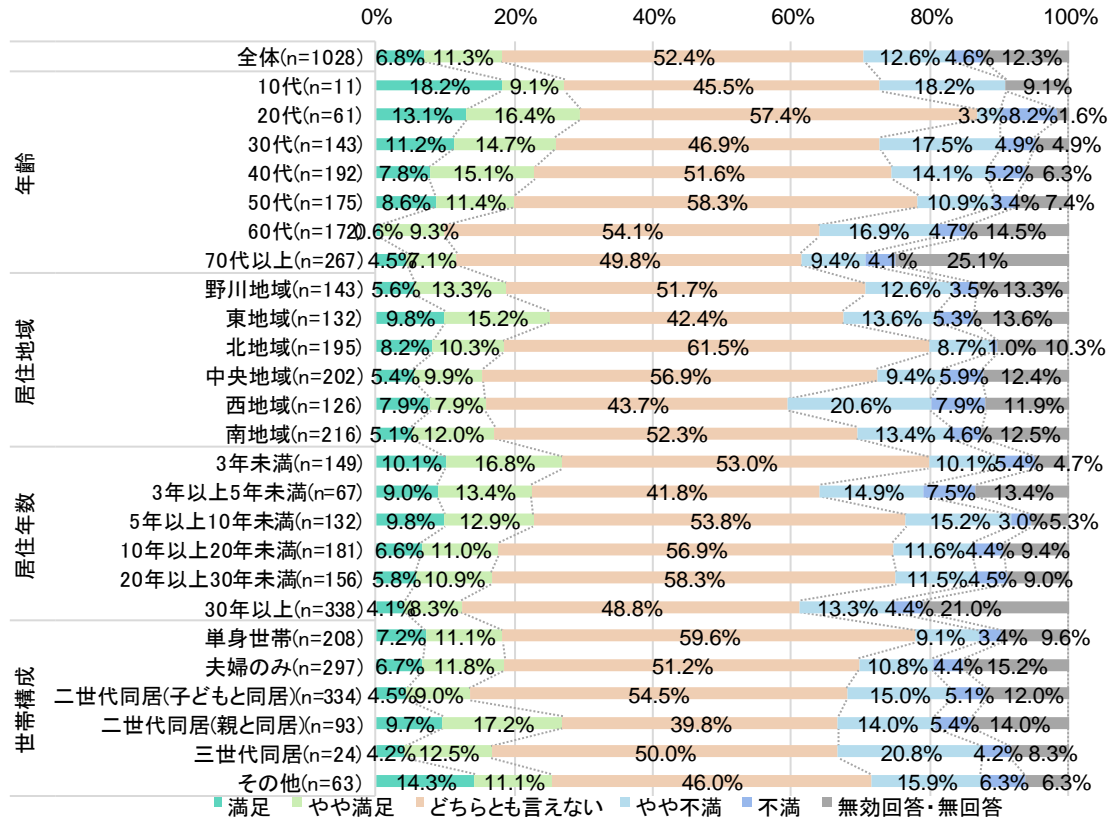 0% 20% 40% 60% 80% 100%
全体(n=1028) 6.8% 11.3% 52.4% 12.6% 4.6% 12.3%
年齢
10代(n=11) 18.2% 9.1% 45.5% 18.2% 9.1%
20代(n=61) 13.1% 16.4% 57.4% 3.3% 8.2% 1.6%
30代(n=143) 11.2% 14.7% 46.9% 17.5% 4.9% 4.9%
40代(n=192) 7.8% 15.1% 51.6% 14.1% 5.2% 6.3%
50代(n=175) 8.6% 11.4% 58.3% 10.9% 3.4% 7.4%
60代(n=172) 0.6% 9.3% 54.1% 16.9% 4.7% 14.5%
70代以上(n=267) 4.5% 7.1% 49.8% 9.4% 4.1% 25.1%
居住地域
野川地域(n=143) 5.6% 13.3% 51.7% 12.6% 3.5% 13.3%
東地域(n=132) 9.8% 15.2% 42.4% 13.6% 5.3% 13.6%
北地域(n=195) 8.2% 10.3% 61.5% 8.7% 1.0% 10.3%
中央地域(n=202) 5.4% 9.9% 56.9% 9.4% 5.9% 12.4%
西地域(n=126) 7.9% 7.9% 43.7% 20.6% 7.9% 11.9%
南地域(n=216) 5.1% 12.0% 52.3% 13.4% 4.6% 12.5%
居住年数
3年未満(n=149) 10.1% 16.8% 53.0% 10.1% 5.4% 4.7%
3年以上5年未満(n=67) 9.0% 13.4% 41.8% 14.9% 7.5% 13.4%
5年以上10年未満(n=132) 9.8% 12.9% 53.8% 15.2% 3.0% 5.3%
10年以上20年未満(n=181) 6.6% 11.0% 56.9% 11.6% 4.4% 9.4%
20年以上30年未満(n=156) 5.8% 10.9% 58.3% 11.5% 4.5% 9.0%
30年以上(n=338) 4.1% 8.3% 48.8% 13.3% 4.4% 21.0%
世帯構成
単身世帯(n=208) 7.2% 11.1% 59.6% 9.1% 3.4% 9.6%
夫婦のみ(n=297) 6.7% 11.8% 51.2% 10.8% 4.4% 15.2%
二世代同居(子どもと同居)(n=334) 4.5% 9.0% 54.5% 15.0% 5.1% 12.0%
二世代同居(親と同居)(n=93) 9.7% 17.2% 39.8% 14.0% 5.4% 14.0%
三世代同居(n=24) 4.2% 12.5% 50.0% 20.8% 4.2% 8.3%
その他(n=63) 14.3% 11.1% 46.0% 15.9% 6.3% 6.3%
満足 やや満足 どちらとも言えない やや不満 不満 無効回答・無回答